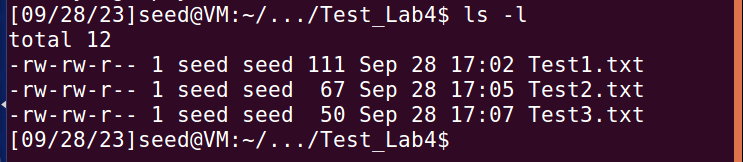 [09/28/23]seed@VM:~/.../Test_Lab4$ ls -l
total 12
-rw-rw-r-- 1 seed seed 111 Sep 28 17:02 Test1.txt
-rw-rw-r-- 1 seed seed  67 Sep 28 17:05 Test2.txt
-rw-rw-r-- 1 seed seed  50 Sep 28 17:07 Test3.txt
[09/28/23]seed@VM:~/.../Test_Lab4$